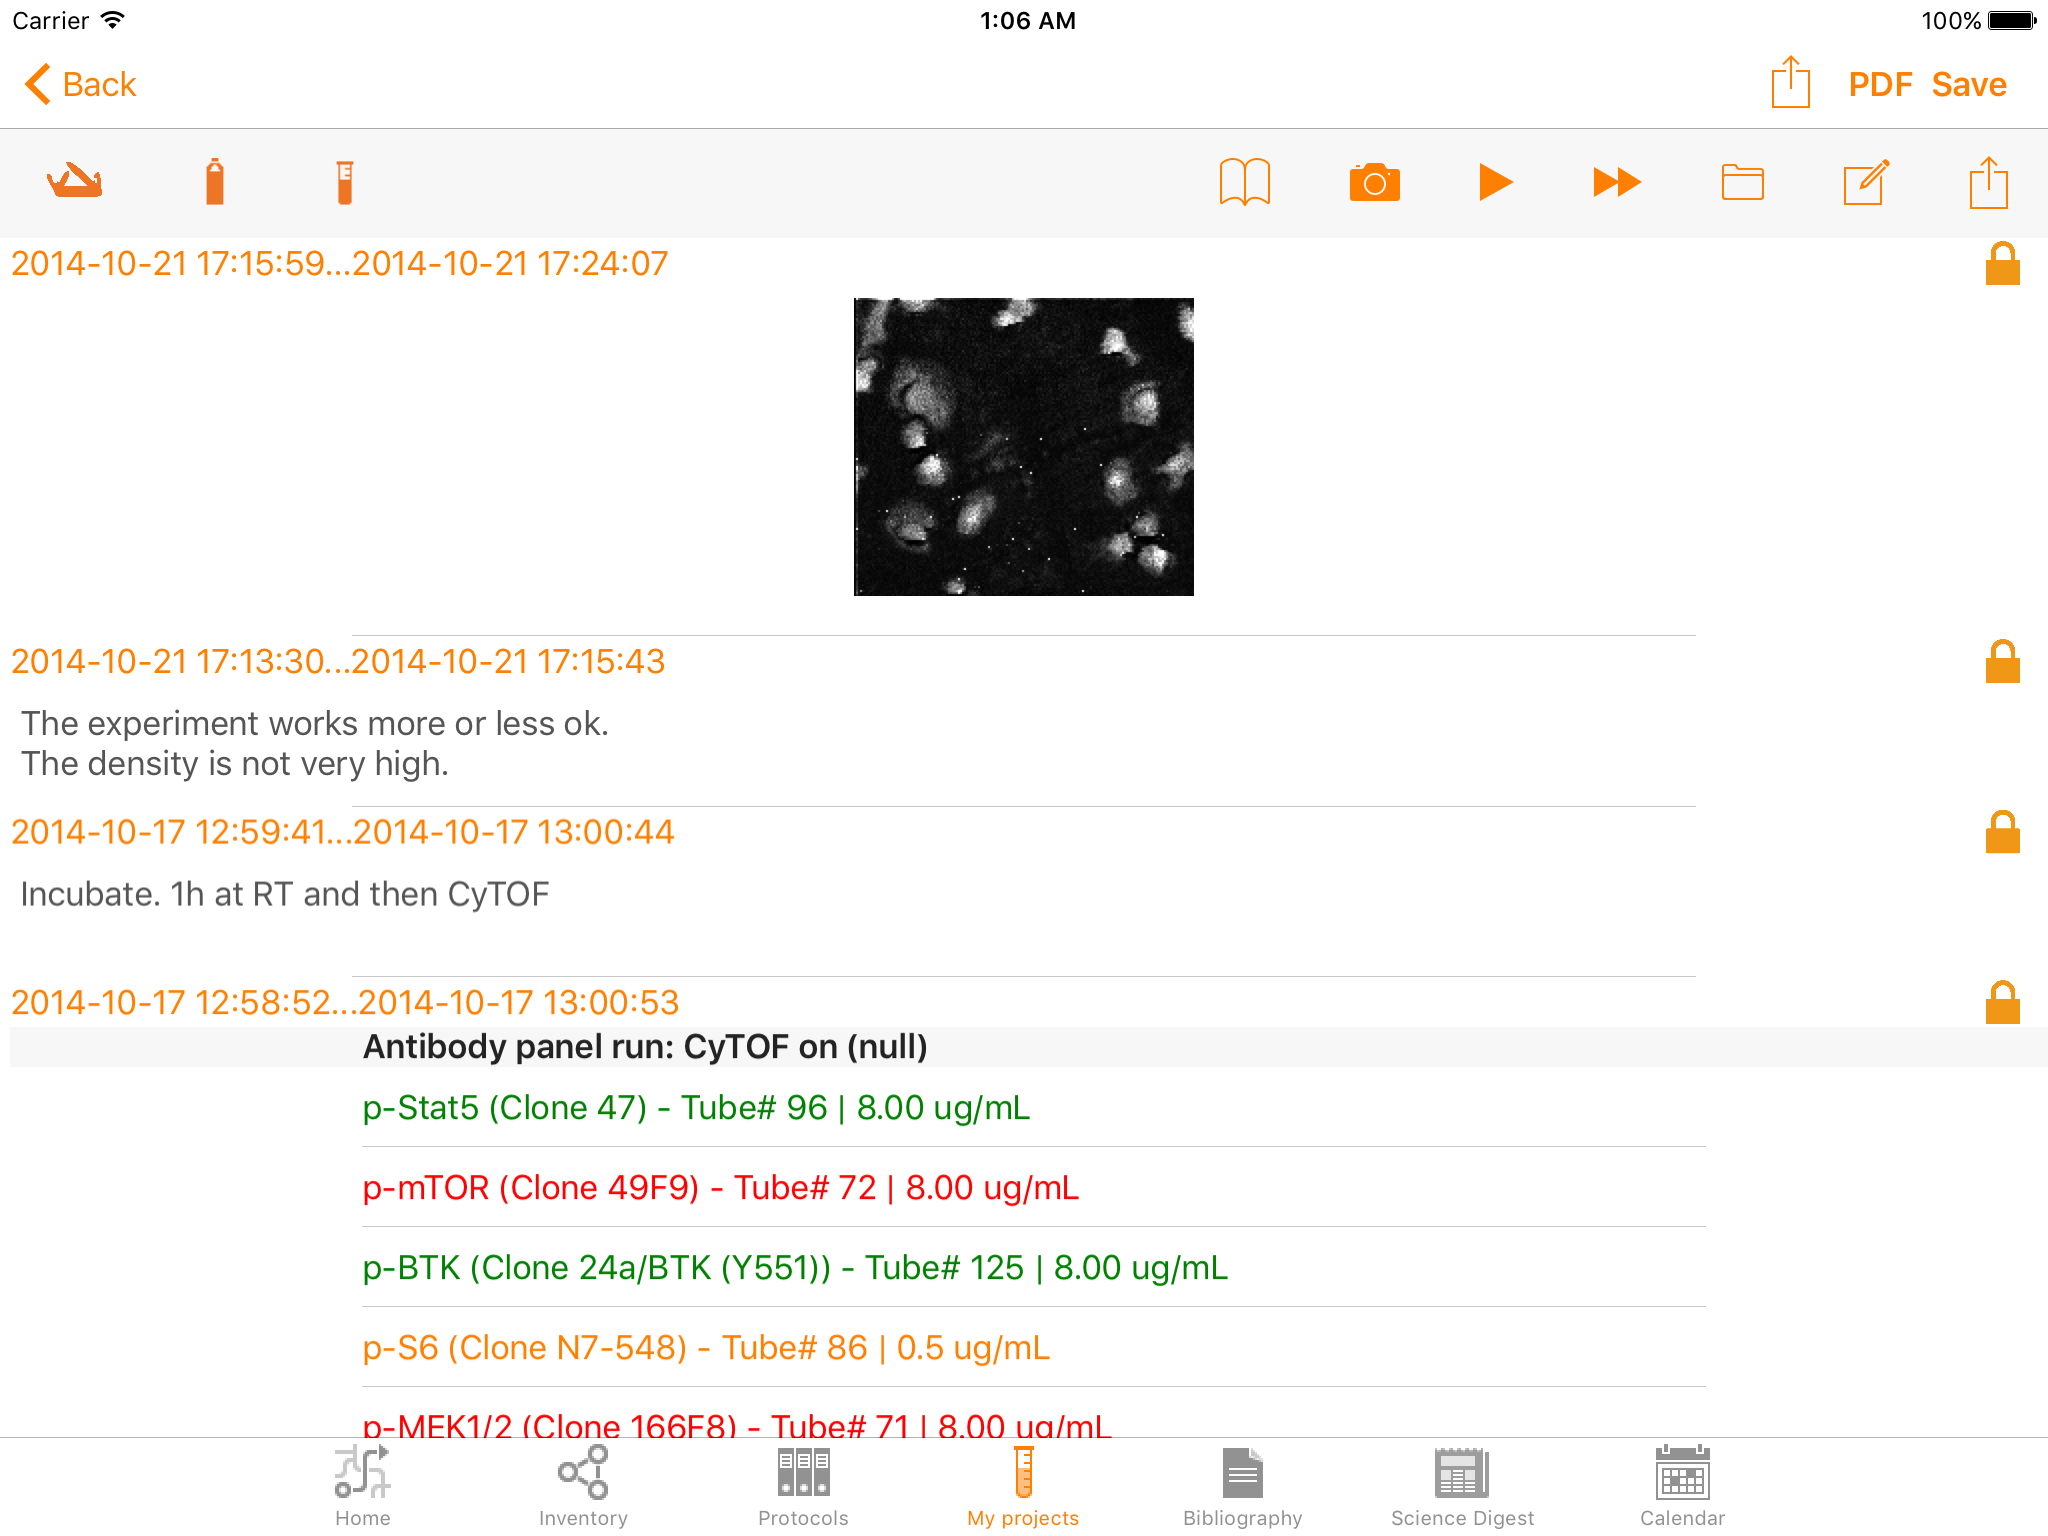 Carrier 1:06 AM 100%
Back PDF Save
2014-10-21 17:15:59...2014-10-21 17:24:07
2014-10-21 17:13:30...2014-10-21 17:15:43
The experiment works more or less ok.
The density is not very high.
2014-10-17 12:59:41...2014-10-17 13:00:44
Incubate. 1h at RT and then CyTOF
2014-10-17 12:58:52...2014-10-17 13:00:53
Antibody panel run: CyTOF on (null)
p-Stat5 (Clone 47) - Tube# 96 | 8.00 ug/mL
p-mTOR (Clone 49F9) - Tube# 72 | 8.00 ug/mL
p-BTK (Clone 24a/BTK (Y551)) - Tube# 125 | 8.00 ug/mL
p-S6 (Clone N7-548) - Tube# 86 | 0.5 ug/mL
p-MEK1/2 (Clone 166F8) - Tube# 71 | 8.00 ug/mL
Home Inventory Protocols My projects Bibliography Science Digest Calendar